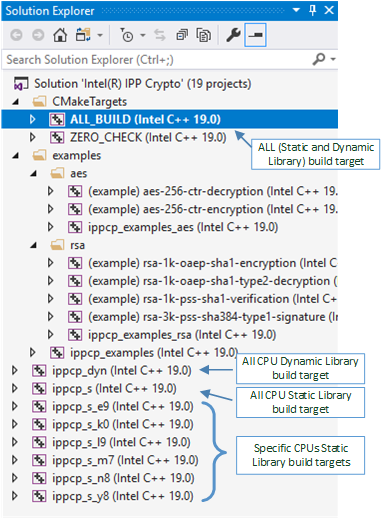 Solution Explorer
Search Solution Explorer (Ctrl+;)
Solution 'Intel(R) IPP Crypto' (19 projects)
CMakeTargets
ALL_BUILD (Intel C++ 19.0)
ZERO_CHECK (Intel C++ 19.0)
ALL (Static and Dynamic
Library) build target
examples
aes
(example) aes-256-ctr-decryption (Intel C++ 19.
(example) aes-256-ctr-encryption (Intel C++ 19.
ippcp_examples_aes (Intel C++ 19.0)
rsa
(example) rsa-1k-oaep-sha1-encryption (Intel C
(example) rsa-1k-oaep-sha1-type2-decryption (
(example) rsa-1k-pss-sha1-verification (Intel C+
(example) rsa-3k-pss-sha384-type1-signature (I
ippcp_examples_rsa (Intel C++ 19.0)
ippcp_examples (Intel C++ 19.0)
ippcp_dyn (Intel C++ 19.0)
All CPU Dynamic Library
build target
ippcp_s (Intel C++ 19.0)
All CPU Static Library
build target
ippcp_s_e9 (Intel C++ 19.0)
ippcp_s_k0 (Intel C++ 19.0)
ippcp_s_l9 (Intel C++ 19.0)
ippcp_s_m7 (Intel C++ 19.0)
ippcp_s_n8 (Intel C++ 19.0)
ippcp_s_y8 (Intel C++ 19.0)
Specific CPUs Static
Library build targets